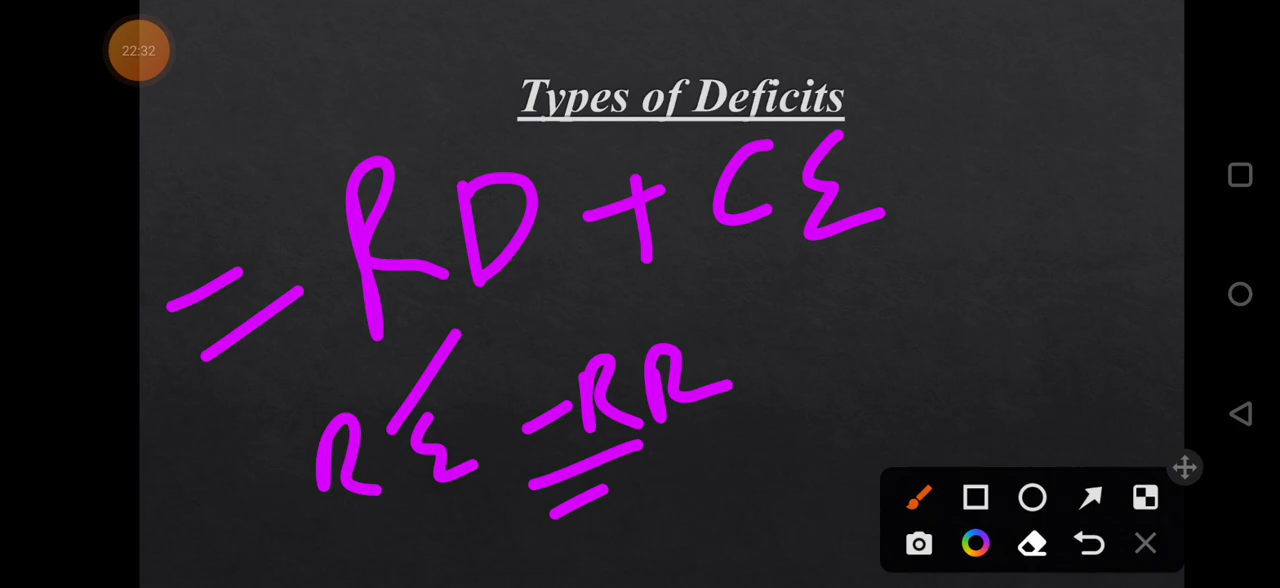 22:32
Types of Deficits
= RD + CE
RE - RR